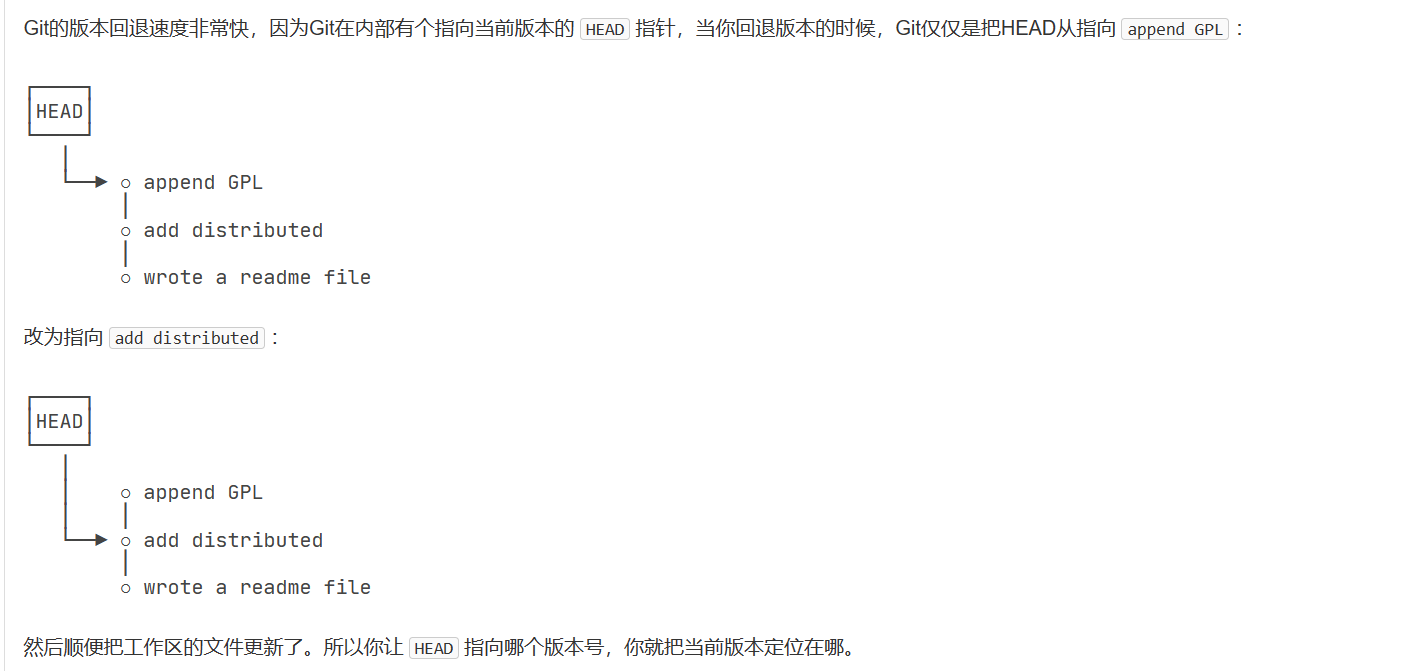 Git的版本回退速度非常快，因为Git在内部有个指向当前版本的 HEAD 指针，当你回退版本的时候，Git仅仅是把HEAD从指向 append GPL ：
HEAD
append GPL
add distributed
wrote a readme file
改为指向 add distributed ：
HEAD
append GPL
add distributed
wrote a readme file
然后顺便把工作区的文件更新了。所以你让 HEAD 指向哪个版本号，你就把当前版本定位在哪。